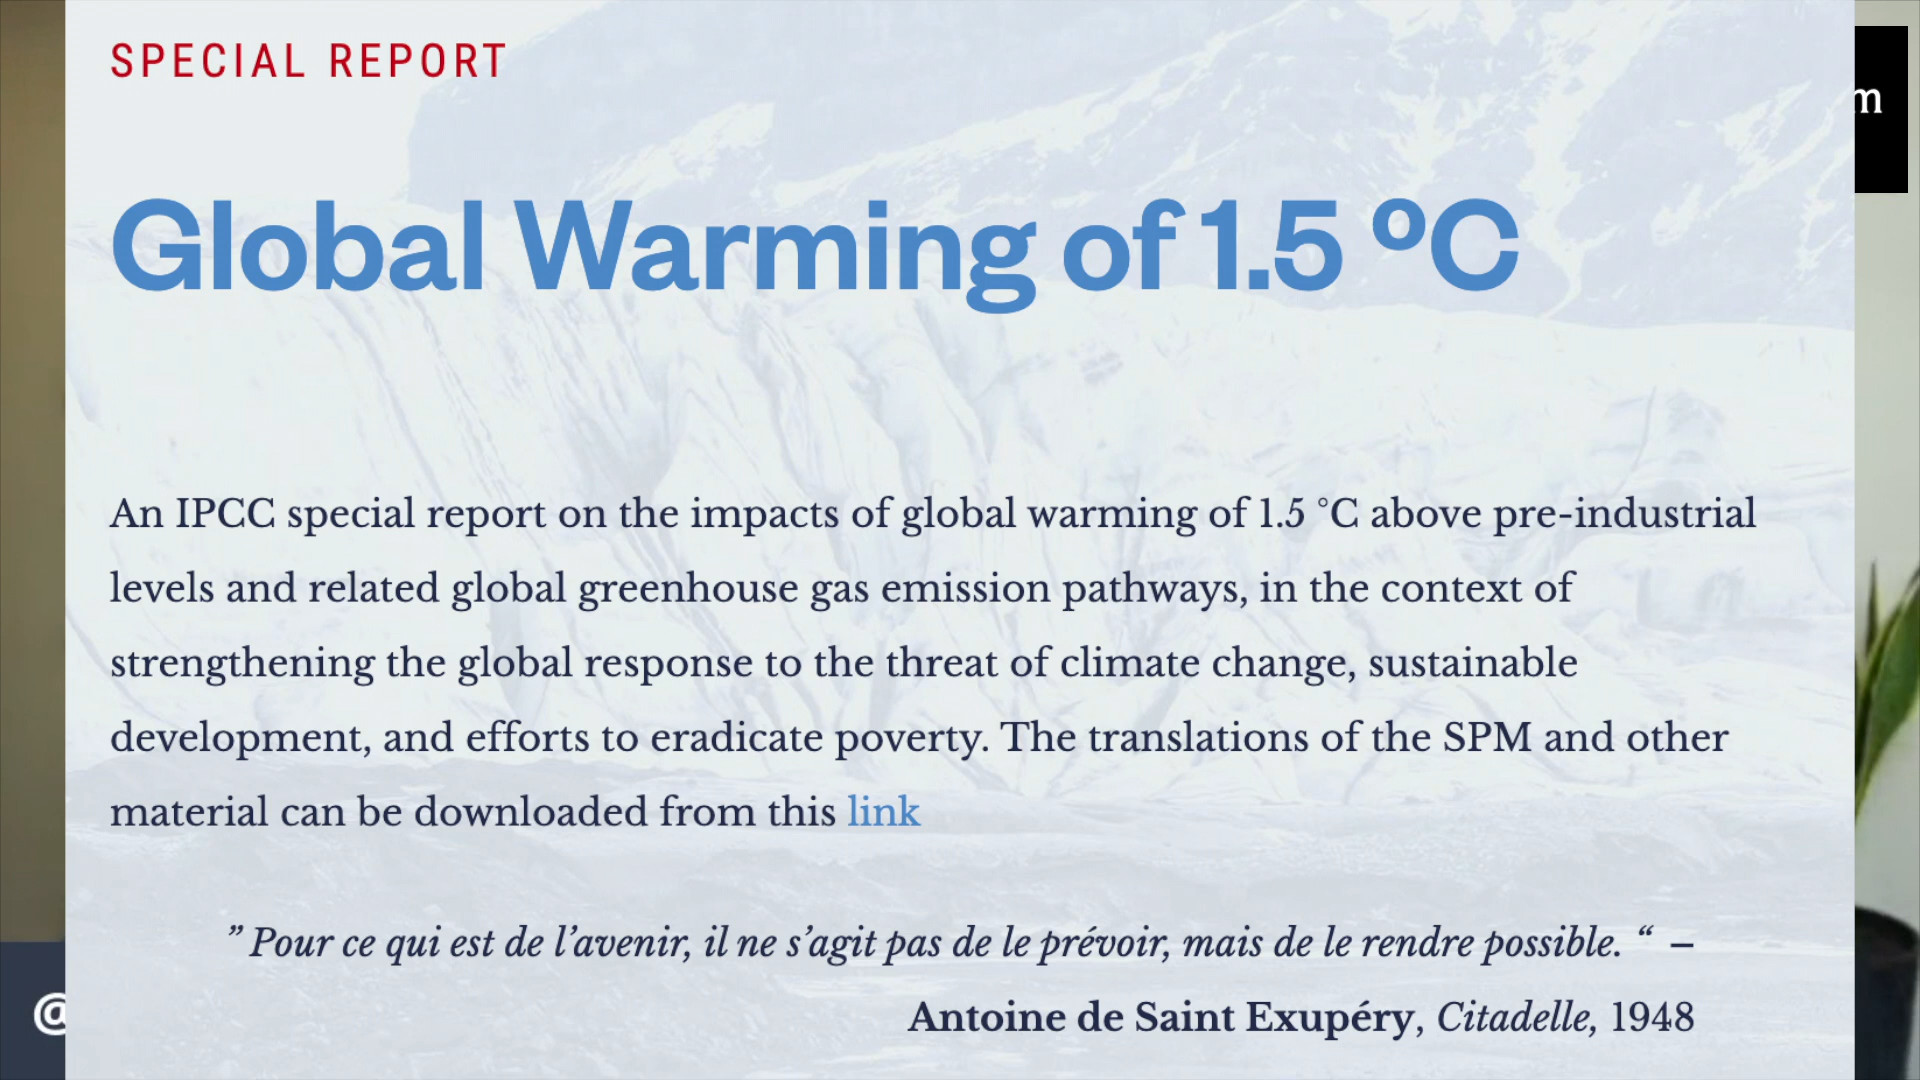 SPECIAL REPORT
m
Global Warming of 1.5 ºC
An IPCC special report on the impacts of global warming of 1.5 °C above pre-industrial
levels and related global greenhouse gas emission pathways, in the context of
strengthening the global response to the threat of climate change, sustainable
development, and efforts to eradicate poverty. The translations of the SPM and other
material can be downloaded from this link
” Pour ce qui est de l’avenir, il ne s’agit pas de le prévoir, mais de le rendre possible. “ –
Antoine de Saint Exupéry, Citadelle, 1948
@